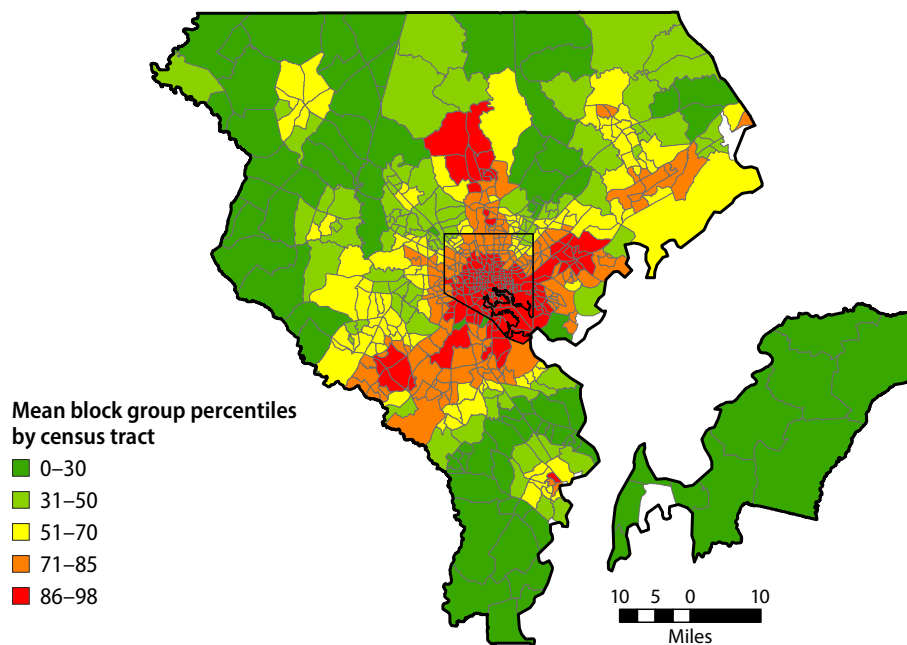 Mean block group percentiles
by census tract
0–30
31–50
51–70
71–85
86–98
10 5 0 10
Miles